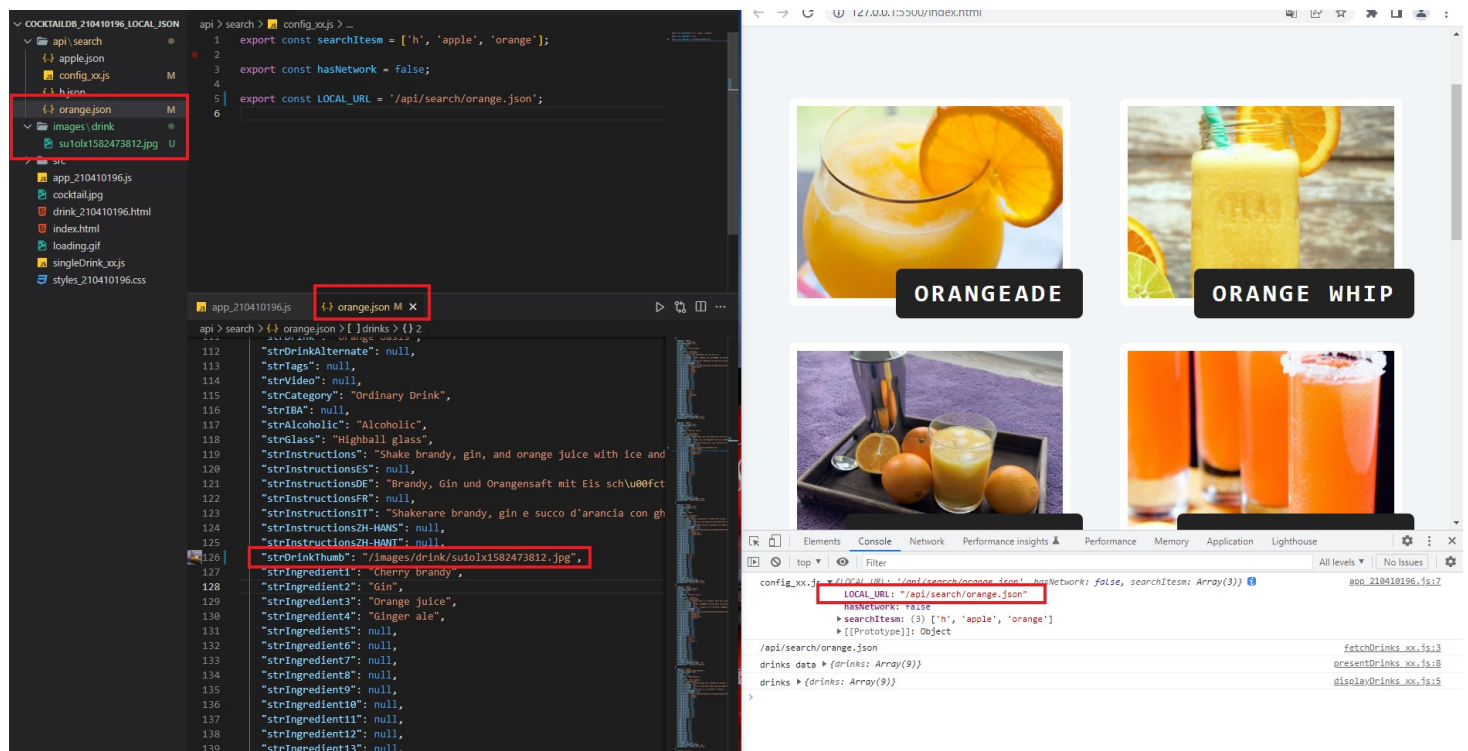 COCKTAILDB_210410196_LOCAL_JSON
api\search
apple.json
config_xx.js M
h.json
orange.json M
images\drink
su1olx1582473812.jpg U
src
app_210410196.js
cocktail.jpg
drink_210410196.html
index.html
loading.gif
singleDrink_xx.js
styles_210410196.css
api > search > config_xx.js > ...
1 export const searchItesm = ['h', 'apple', 'orange'];
2
3 export const hasNetwork = false;
4
5 export const LOCAL_URL = '/api/search/orange.json';
6
app_210410196.js orange.json M
api > search > orange.json > [ ] drinks > {} 2
111 "strDrink": "Orange Oasis",
112 "strDrinkAlternate": null,
113 "strTags": null,
114 "strVideo": null,
115 "strCategory": "Ordinary Drink",
116 "strIBA": null,
117 "strAlcoholic": "Alcoholic",
118 "strGlass": "Highball glass",
119 "strInstructions": "Shake brandy, gin, and orange juice with ice and
120 "strInstructionsES": null,
121 "strInstructionsDE": "Brandy, Gin und Orangensaft mit Eis sch\u00fct
122 "strInstructionsFR": null,
123 "strInstructionsIT": "Shakerare brandy, gin e succo d'arancia con gh
124 "strInstructionsZH-HANS": null,
125 "strInstructionsZH-HANT": null,
126 "strDrinkThumb": "/images/drink/su1olx1582473812.jpg",
127 "strIngredient1": "Cherry brandy",
128 "strIngredient2": "Gin",
129 "strIngredient3": "Orange juice",
130 "strIngredient4": "Ginger ale",
131 "strIngredient5": null,
132 "strIngredient6": null,
133 "strIngredient7": null,
134 "strIngredient8": null,
135 "strIngredient9": null,
136 "strIngredient10": null,
137 "strIngredient11": null,
138 "strIngredient12": null,
139 "strIngredient13": null,
127.0.0.1:5500/index.html
ORANGEADE
ORANGE WHIP
Elements Console Network Performance insights Performance Memory Application Lighthouse
top Filter All levels No Issues
config_xx.js {LOCAL_URL: '/api/search/orange.json', hasNetwork: false, searchItesm: Array(3)} app_210410196.js:7
LOCAL_URL: "/api/search/orange.json"
hasNetwork: false
searchItesm: (3) ['h', 'apple', 'orange']
[[Prototype]]: Object
/api/search/orange.json fetchDrinks_xx.js:3
drinks data {drinks: Array(9)} presentDrinks_xx.js:8
drinks {drinks: Array(9)} displayDrinks_xx.js:5